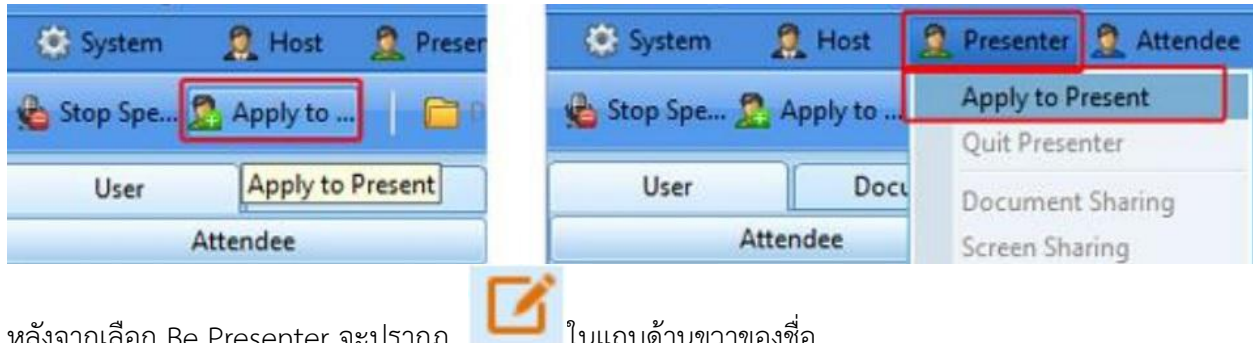 System Host Presen
Stop Spe... Apply to ...
User Apply to Present
Attendee
System Host Presenter Attendee
Stop Spe... Apply to ... Apply to Present
Quit Presenter
User Docu
Document Sharing
Attendee
Screen Sharing
หลังจากเลือก Be Presenter จะปรากฏ ในแถบด้านขวาของชื่อ